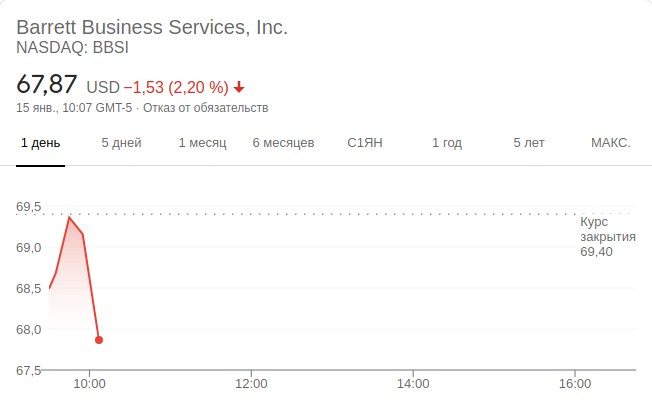 Barrett Business Services, Inc.
NASDAQ: BBSI
67,87 USD −1,53 (2,20 %)
15 янв., 10:07 GMT-5 · Отказ от обязательств
1 день 5 дней 1 месяц 6 месяцев С1ЯН 1 год 5 лет МАКС.
69,5
Курс
закрытия
69,40
69,0
68,5
68,0
67,5
10:00 12:00 14:00 16:00